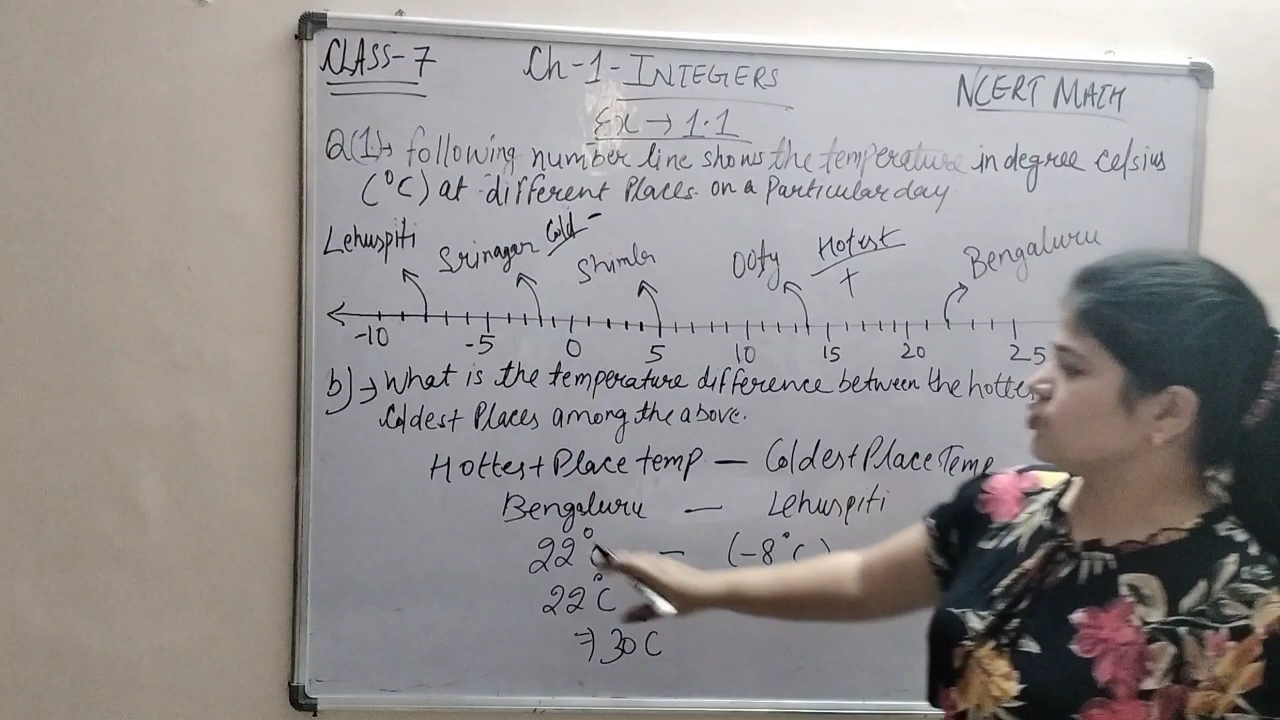 CLASS-7 Ch-1-INTEGERS NCERT MATH
Ex → 1.1
Q(1)→ following number line shows the temperature in degree celsius
(°C) at different Places on a Particular day
Lehuspiti Srinagar Cold - Shimla Ooty Hotest + Bengaluru
-10 -5 0 5 10 15 20 25
b)→ What is the temperature difference between the
Coldest Places among the above.
Hottest Place temp — Coldest Place Temp
Bengaluru — Lehuspiti
22° — (-8°C)
22°C
⇒ 30 C